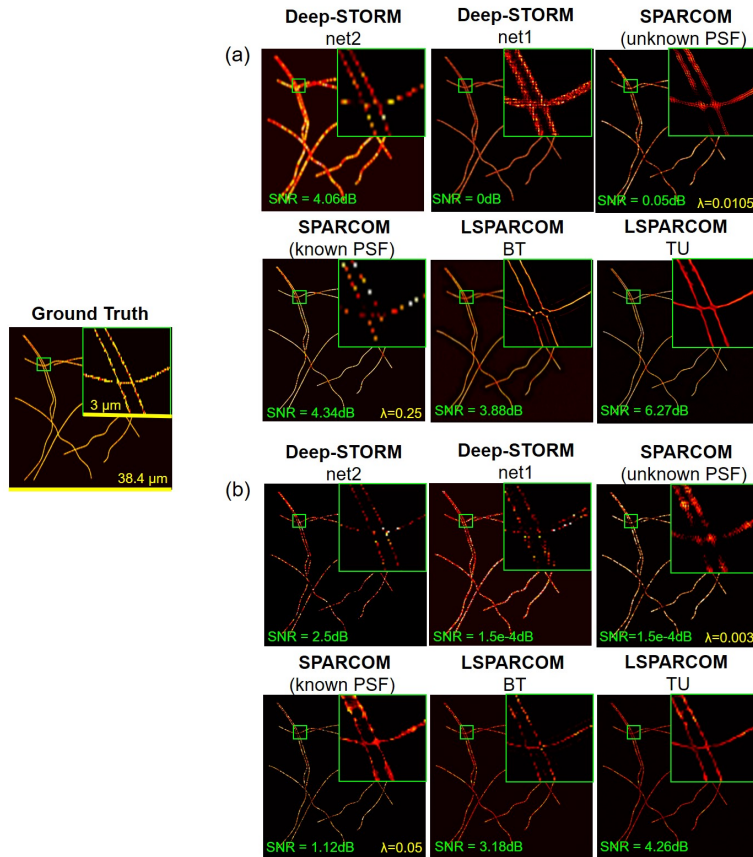 Deep-STORM
net2
Deep-STORM
net1
SPARCOM
(unknown PSF)
(a)
SNR = 4.06dB
SNR = 0dB
SNR = 0.05dB
λ=0.0105
SPARCOM
(known PSF)
LSPARCOM
BT
LSPARCOM
TU
SNR = 4.34dB
λ=0.25
SNR = 3.88dB
SNR = 6.27dB
Ground Truth
3 µm
38.4 µm
Deep-STORM
net2
Deep-STORM
net1
SPARCOM
(unknown PSF)
(b)
SNR = 2.5dB
SNR = 1.5e-4dB
SNR=1.5e-4dB
λ=0.003
SPARCOM
(known PSF)
LSPARCOM
BT
LSPARCOM
TU
SNR = 1.12dB
λ=0.05
SNR = 3.18dB
SNR = 4.26dB